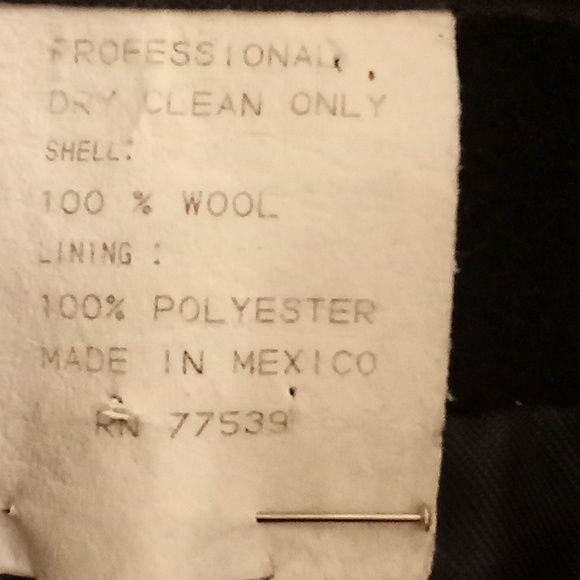 PROFESSIONAL
DRY CLEAN ONLY
SHELL:
100 % WOOL
LINING :
100% POLYESTER
MADE IN MEXICO
RN 77539